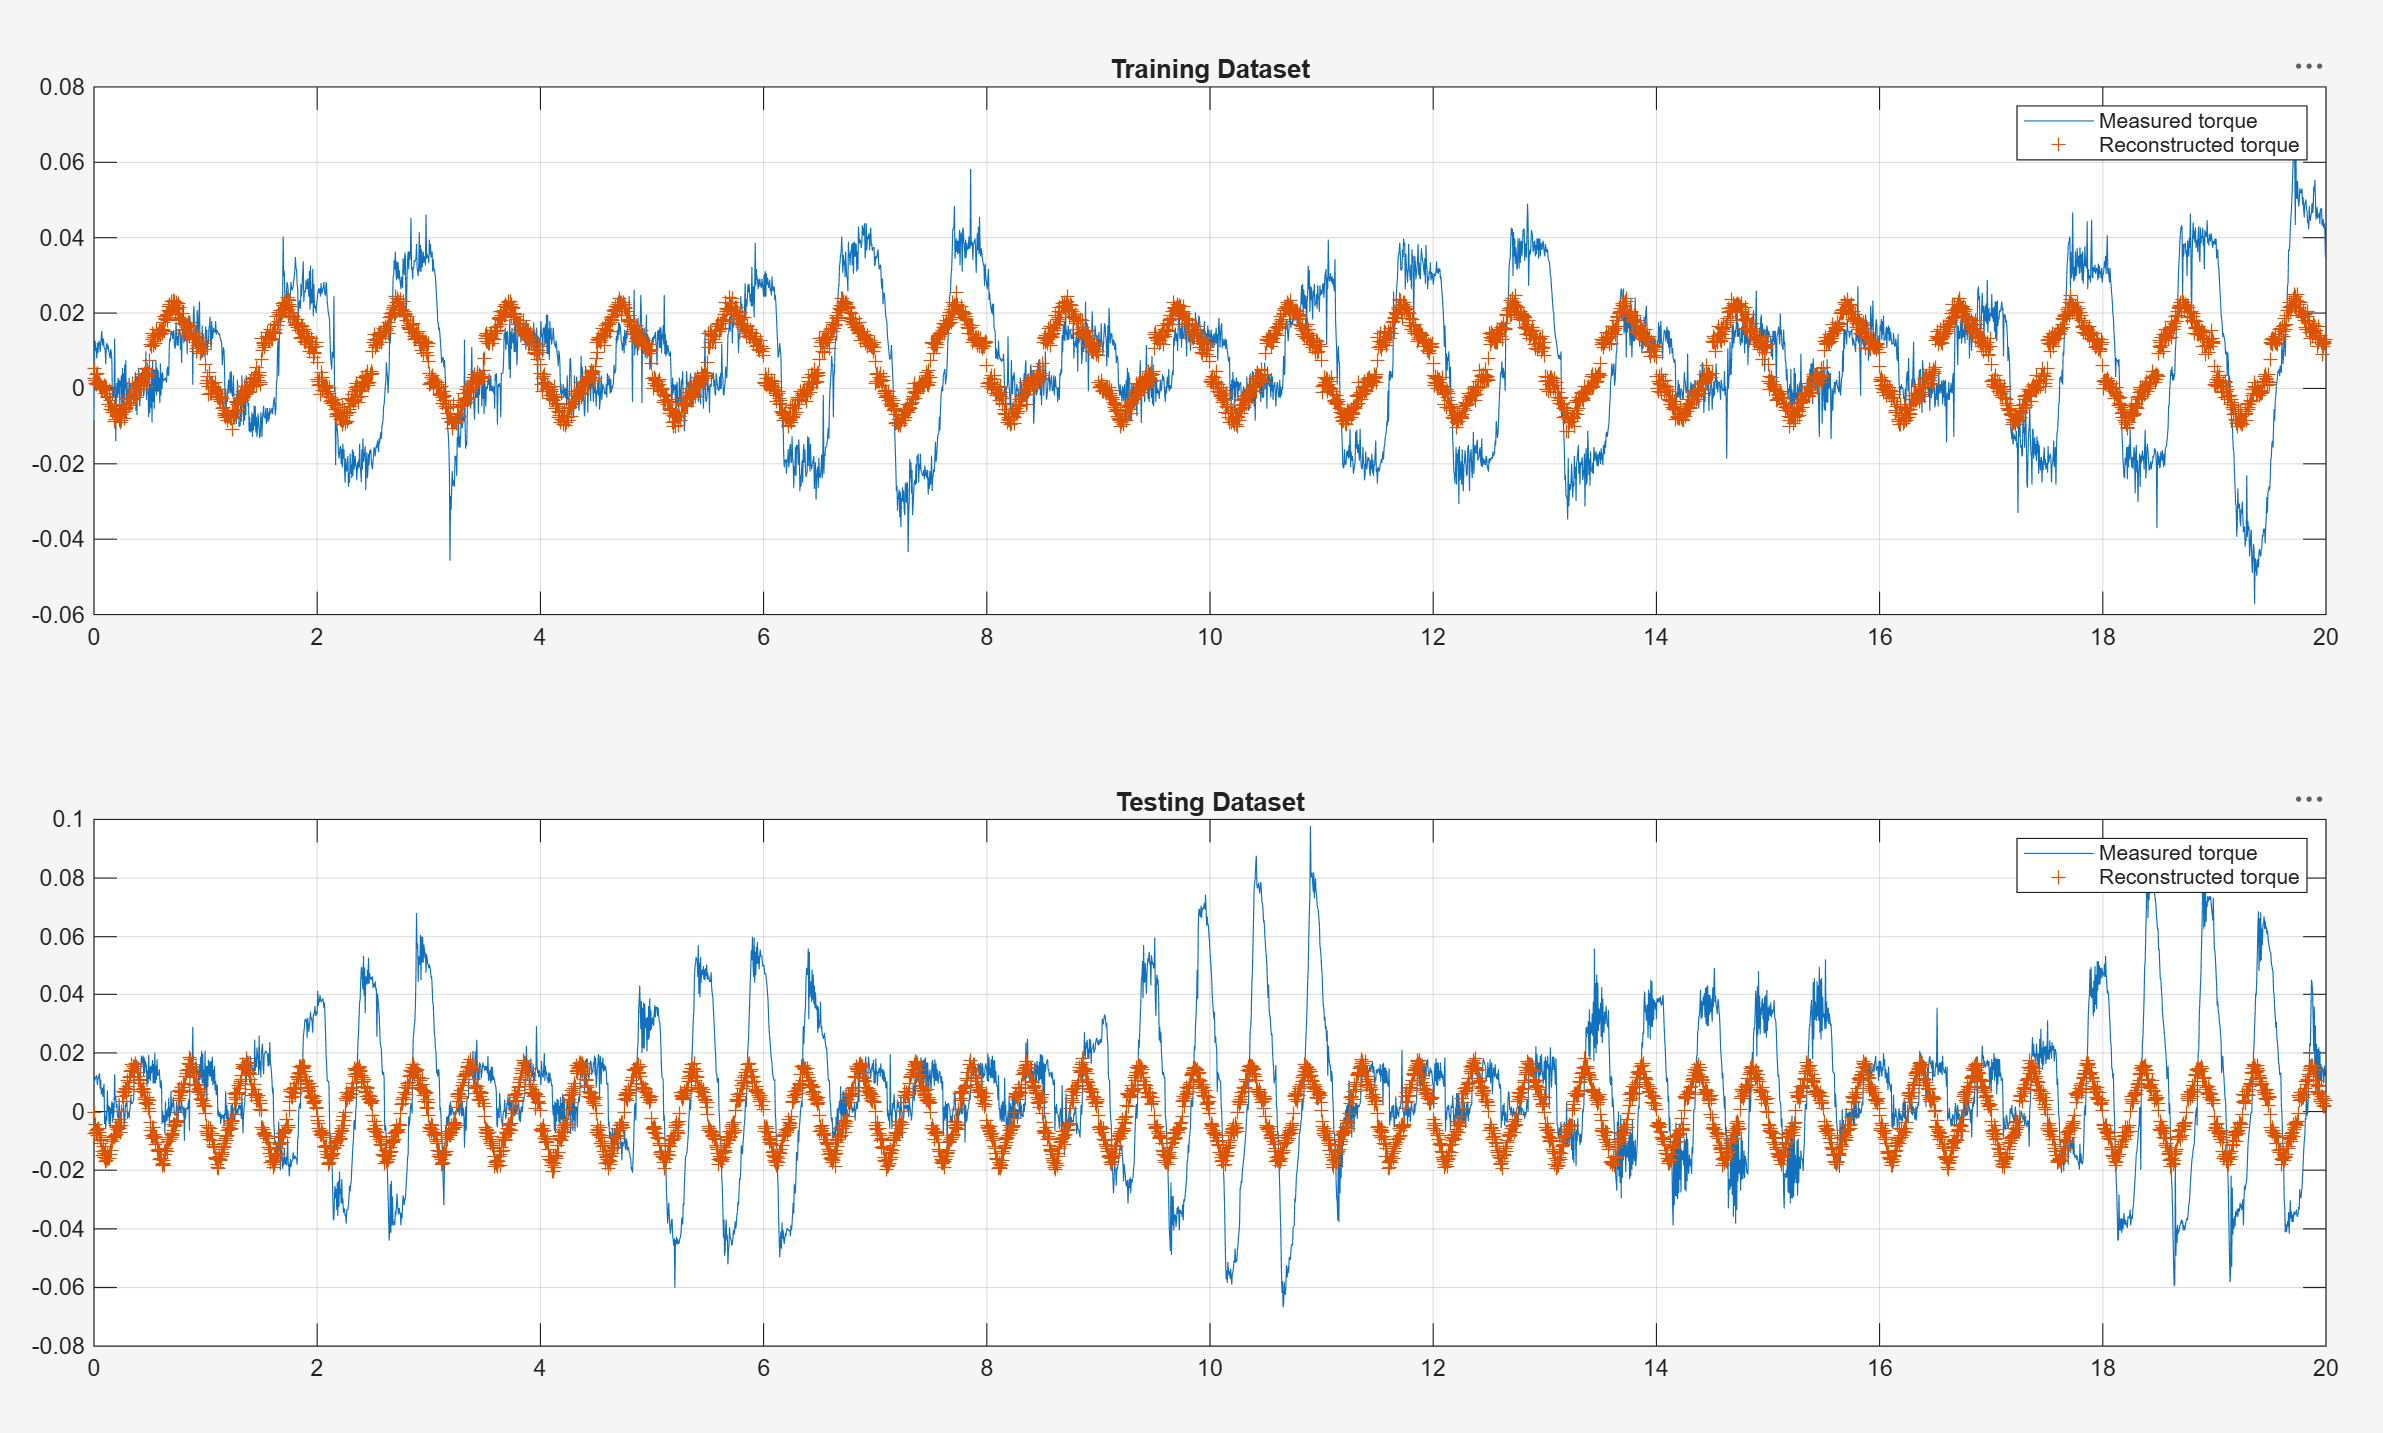 Training Dataset
0.08
0.06
0.04
0.02
0
-0.02
-0.04
-0.06
Measured torque
Reconstructed torque
0 2 4 6 8 10 12 14 16 18 20
Testing Dataset
0.1
0.08
0.06
0.04
0.02
0
-0.02
-0.04
-0.06
-0.08
Measured torque
Reconstructed torque
0 2 4 6 8 10 12 14 16 18 20